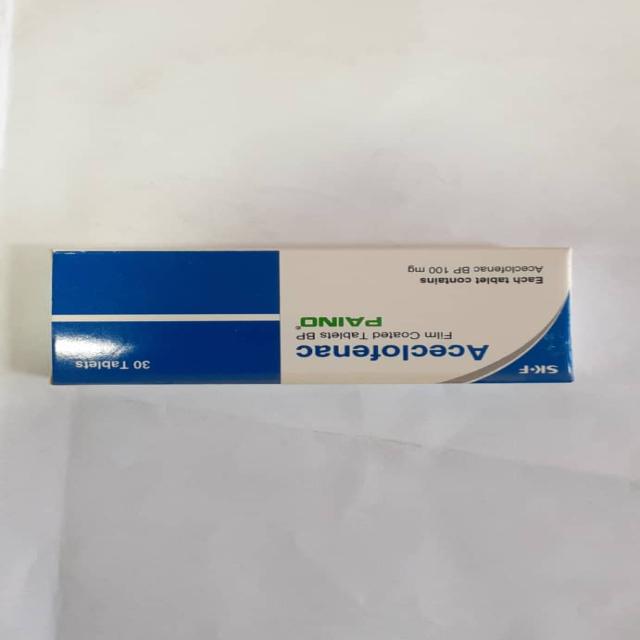 SK-F
30 Tablets
Aceclofenac
Film Coated Tablets BP
PAINO®
Each tablet contains
Aceclofenac BP 100 mg